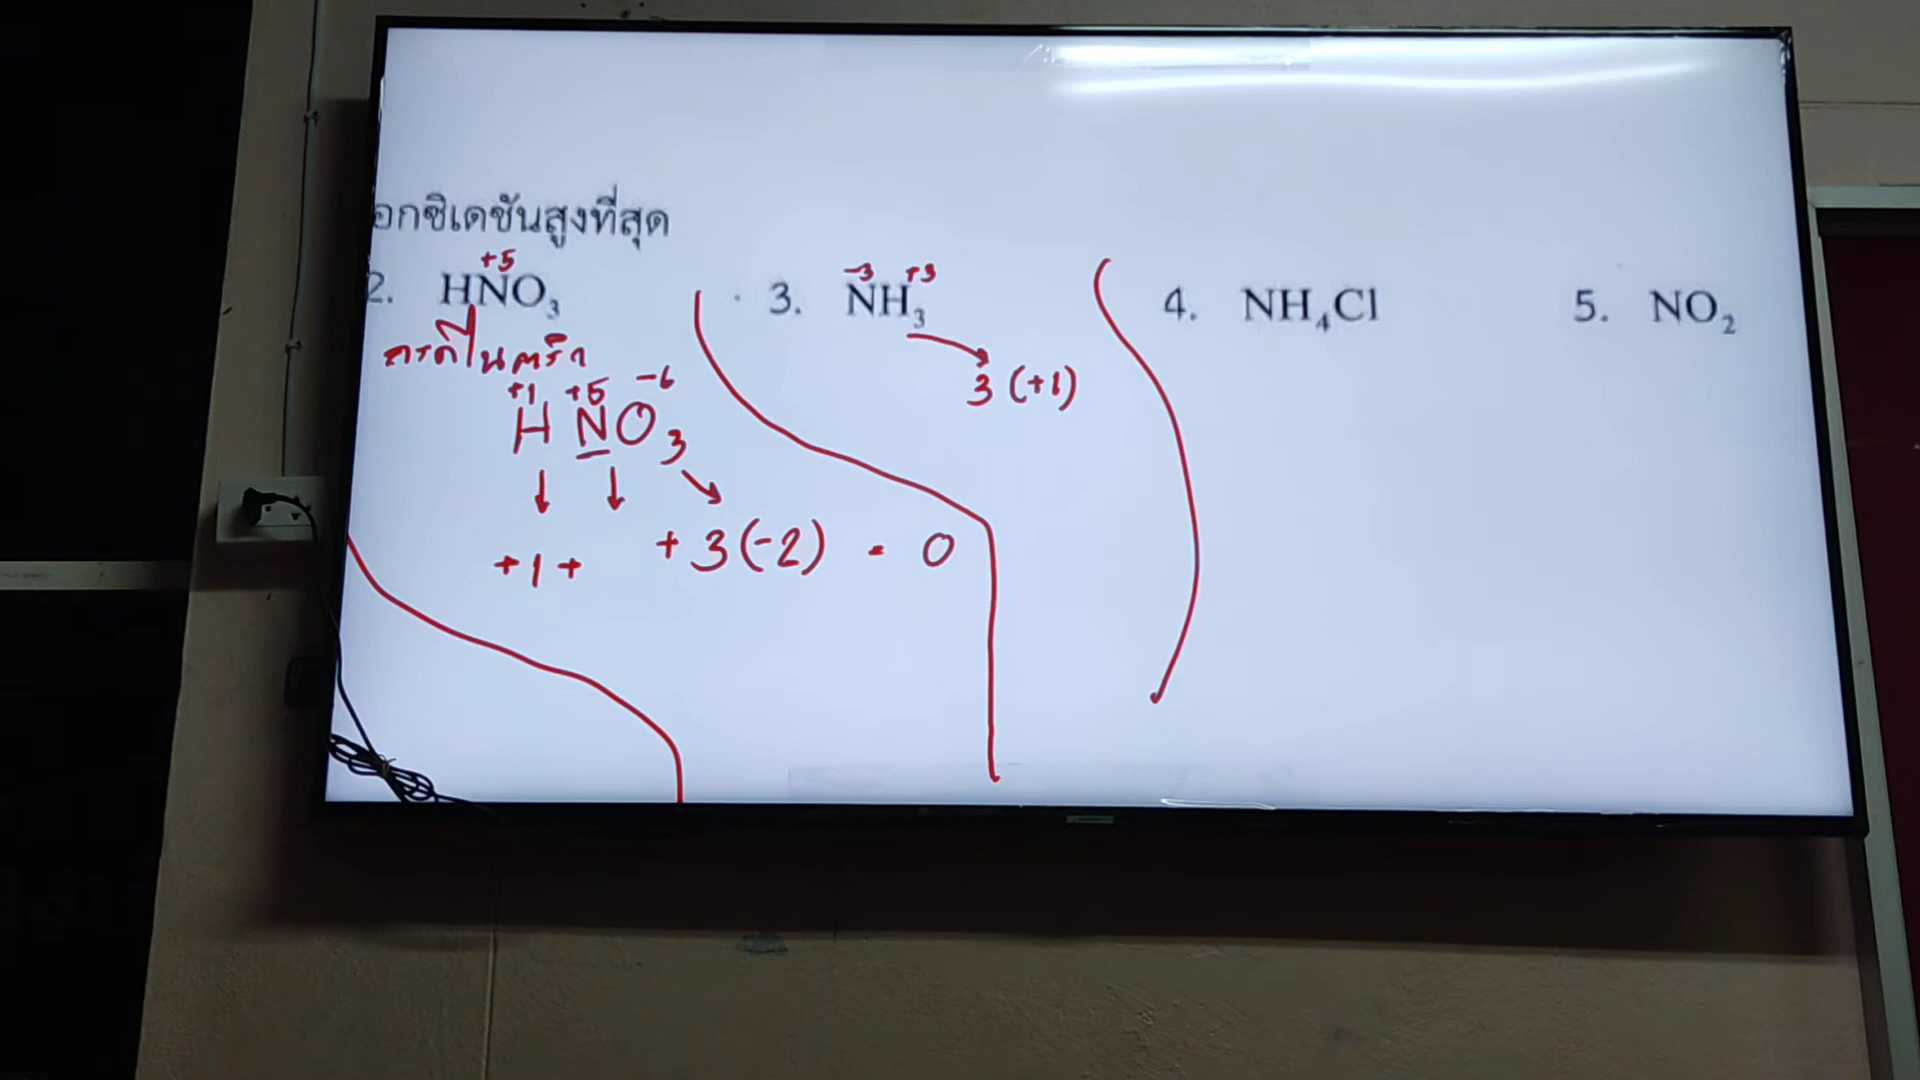 อกซิเดชันสูงที่สุด
+5
2. HNO₃
-3 +3
3. NH₃
4. NH₄Cl
5. NO₂
กรดไนตริก
3 (+1)
+1 +5 -6
H N O₃
+1 + + 3(-2) = 0